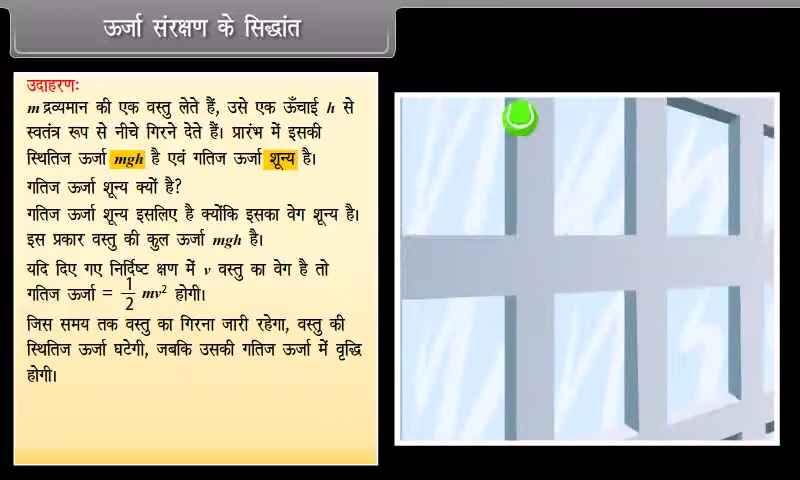 ऊर्जा संरक्षण के सिद्धांत
उदाहरण:
m द्रव्यमान की एक वस्तु लेते हैं, उसे एक ऊँचाई h से
स्वतंत्र रूप से नीचे गिरने देते हैं। प्रारंभ में इसकी
स्थितिज ऊर्जा mgh है एवं गतिज ऊर्जा शून्य है।
गतिज ऊर्जा शून्य क्यों है?
गतिज ऊर्जा शून्य इसलिए है क्योंकि इसका वेग शून्य है।
इस प्रकार वस्तु की कुल ऊर्जा mgh है।
यदि दिए गए निर्दिष्ट क्षण में v वस्तु का वेग है तो
गतिज ऊर्जा = 1/2 mv² होगी।
जिस समय तक वस्तु का गिरना जारी रहेगा, वस्तु की
स्थितिज ऊर्जा घटेगी, जबकि उसकी गतिज ऊर्जा में वृद्धि
होगी।